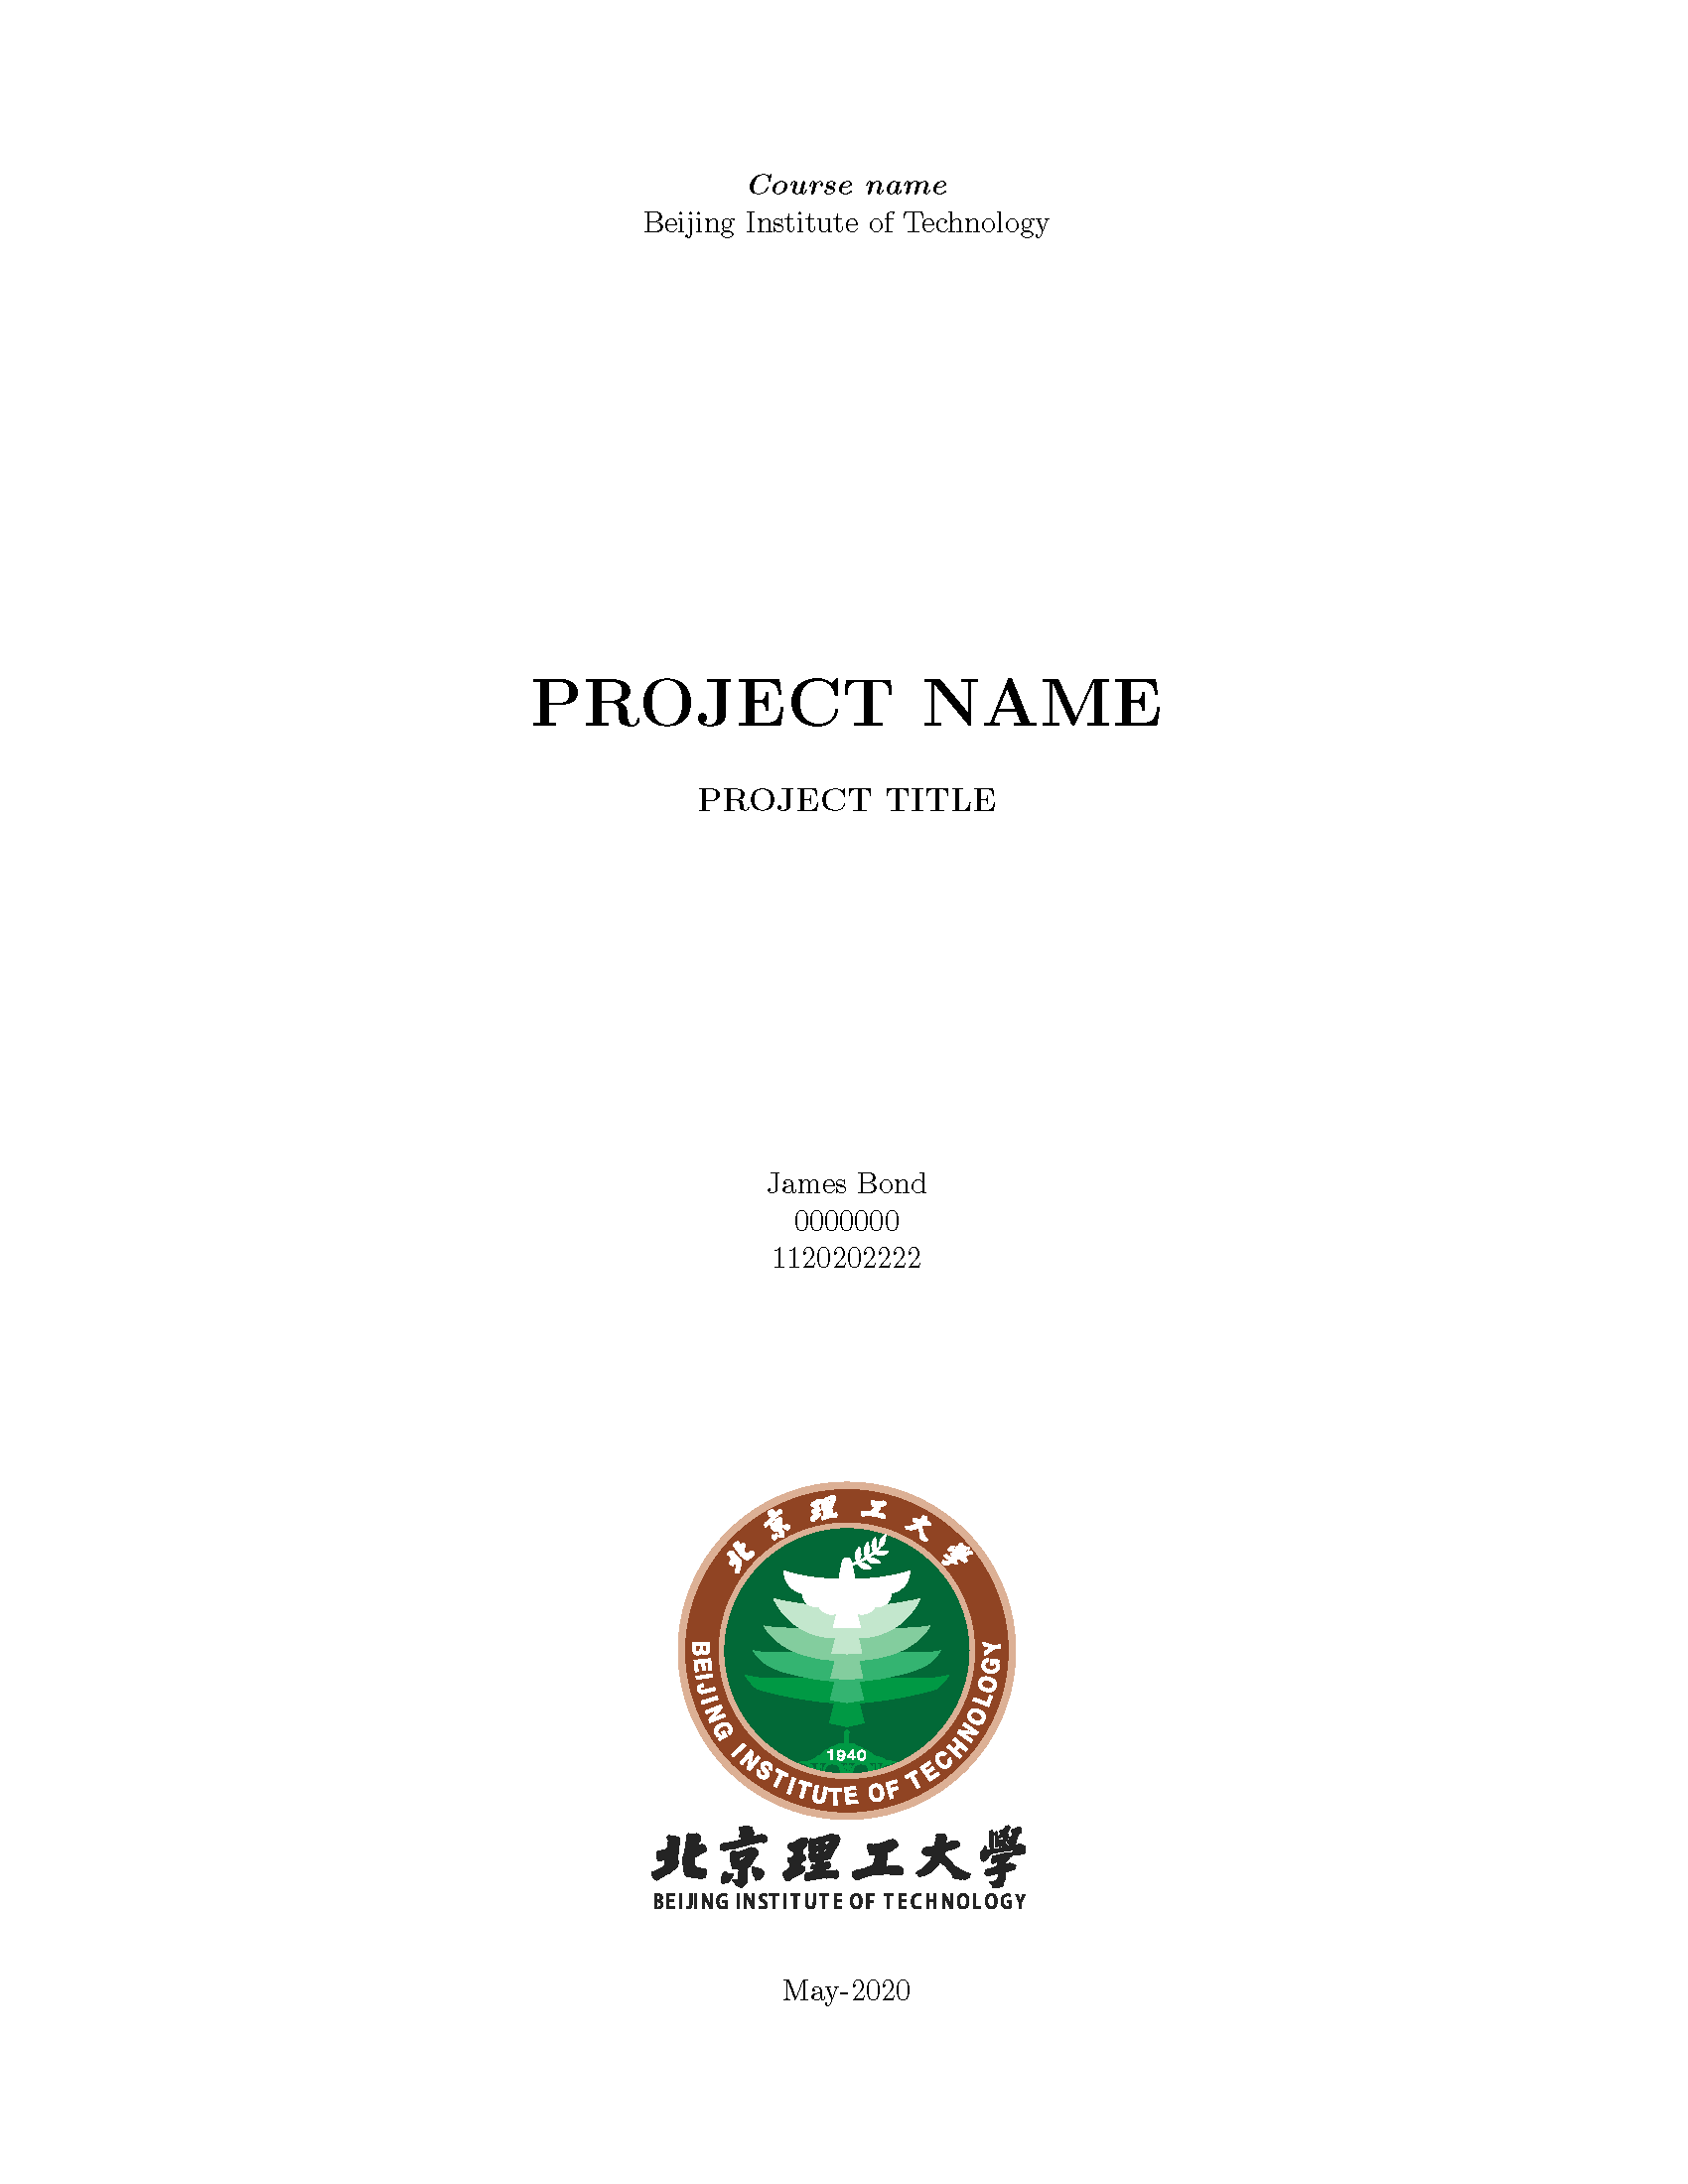 Course name
Beijing Institute of Technology
PROJECT NAME
PROJECT TITLE
James Bond
0000000
1120202222
北京理工大學
1940
BEIJING INSTITUTE OF TECHNOLOGY
北京理工大學
BEIJING INSTITUTE OF TECHNOLOGY
May-2020